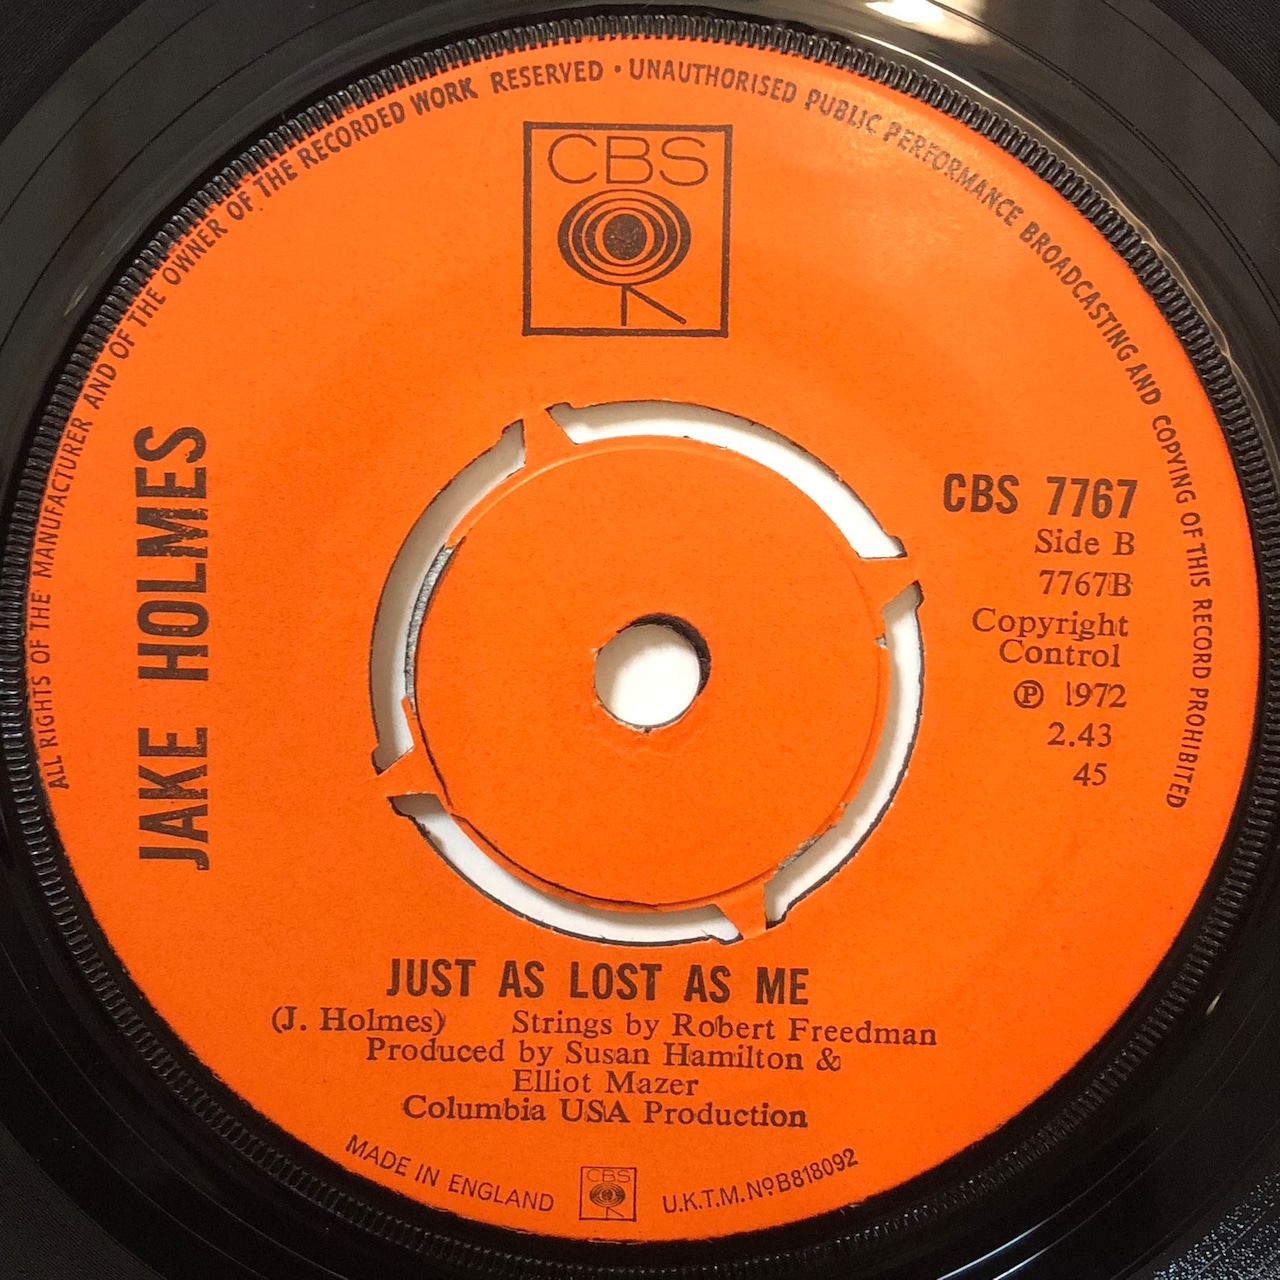 ALL RIGHTS OF THE MANUFACTURER AND OF THE OWNER OF THE RECORDED WORK RESERVED · UNAUTHORISED PUBLIC PERFORMANCE BROADCASTING AND COPYING OF THIS RECORD PROHIBITED
CBS
JAKE HOLMES
CBS 7767
Side B
7767B
Copyright
Control
℗ 1972
2.43
45
JUST AS LOST AS ME
(J. Holmes) Strings by Robert Freedman
Produced by Susan Hamilton &
Elliot Mazer
Columbia USA Production
MADE IN ENGLAND
CBS
U.K.T.M. Nº B818092